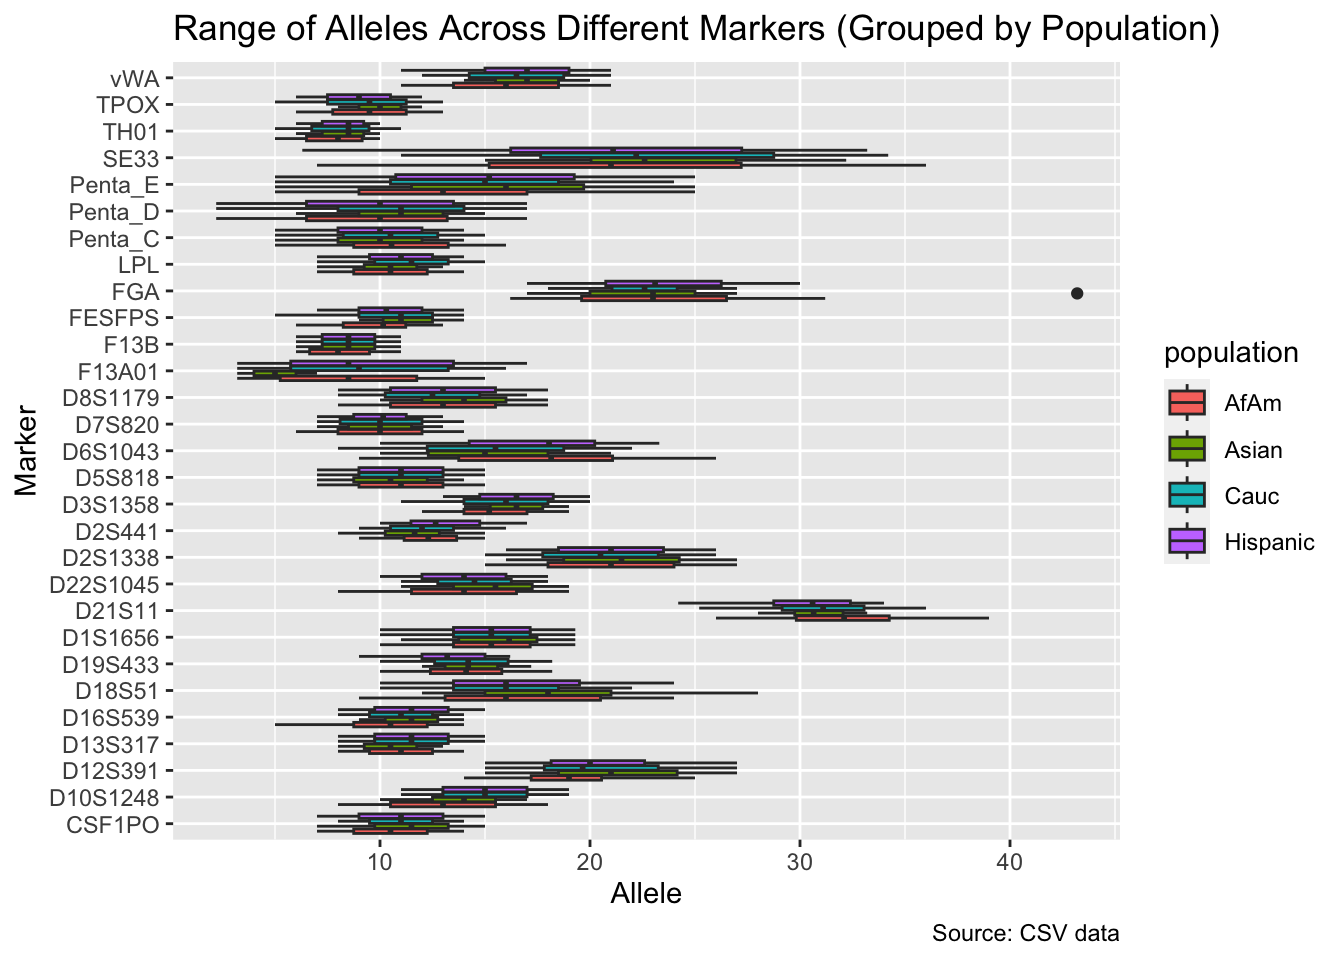 Range of Alleles Across Different Markers (Grouped by Population)
vWA
TPOX
TH01
SE33
Penta_E
Penta_D
Penta_C
LPL
FGA
FESFPS
F13B
F13A01
D8S1179
D7S820
D6S1043
D5S818
D3S1358
D2S441
D2S1338
D22S1045
D21S11
D1S1656
D19S433
D18S51
D16S539
D13S317
D12S391
D10S1248
CSF1PO
Marker
10 20 30 40
Allele
population
AfAm
Asian
Cauc
Hispanic
Source: CSV data